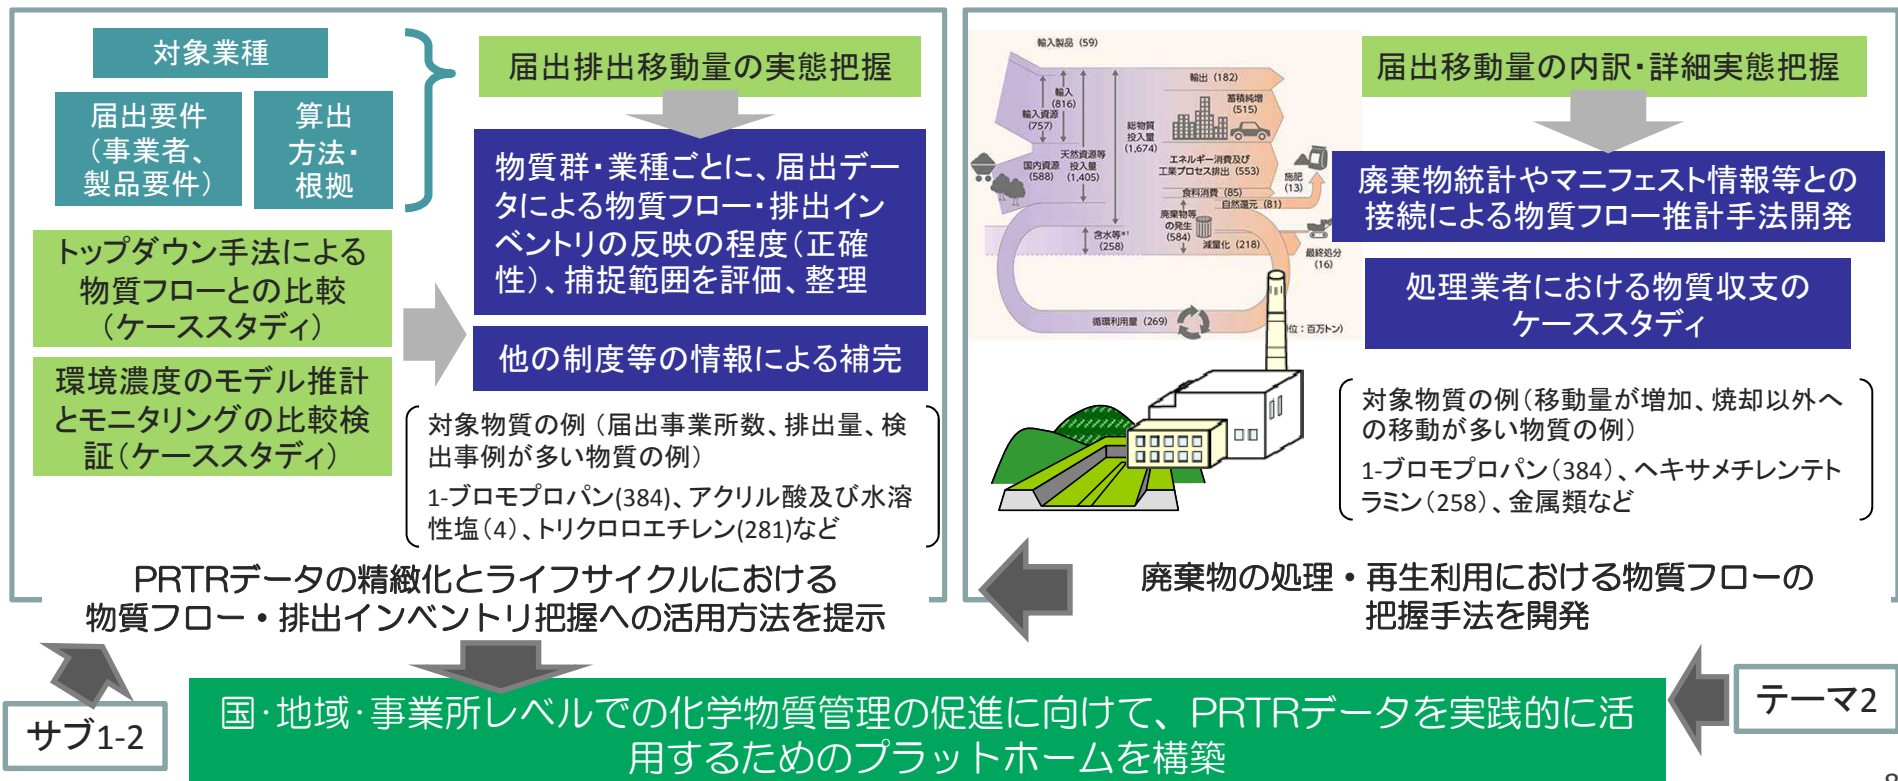 対象業種
届出要件
（事業者、
製品要件）
算出
方法・
根拠
トップダウン手法による
物質フローとの比較
（ケーススタディ）
環境濃度のモデル推計
とモニタリングの比較検
証（ケーススタディ）
届出排出移動量の実態把握
物質群・業種ごとに、届出デー
タによる物質フロー・排出イン
ベントリの反映の程度（正確
性）、捕捉範囲を評価、整理
他の制度等の情報による補完
対象物質の例（届出事業所数、排出量、検
出事例が多い物質の例）
1-ブロモプロパン(384)、アクリル酸及び水溶
性塩（4）、トリクロロエチレン(281)など
PRTRデータの精緻化とライフサイクルにおける
物質フロー・排出インベントリ把握への活用方法を提示
輸入製品（59）
輸入
（816）
輸入資源
（757）
国内資源
（588）
天然資源等
投入量
（1,405）
総物質
投入量
（1,674）
輸出（182）
蓄積純増
（515）
エネルギー消費及び
工業プロセス排出（553）
食料消費（85）
自然還元（81）
施肥
（13）
廃棄物等
の発生
（584）
含水等※1
（258）
減量化（218）
最終処分
（16）
循環利用量（269）
位：百万トン）
届出移動量の内訳・詳細実態把握
廃棄物統計やマニフェスト情報等との
接続による物質フロー推計手法開発
処理業者における物質収支の
ケーススタディ
対象物質の例（移動量が増加、焼却以外へ
の移動が多い物質の例）
1-ブロモプロパン（384）、ヘキサメチレンテト
ラミン（258）、金属類など
廃棄物の処理・再生利用における物質フローの
把握手法を開発
サブ1-2
国・地域・事業所レベルでの化学物質管理の促進に向けて、PRTRデータを実践的に活
用するためのプラットホームを構築
テーマ2